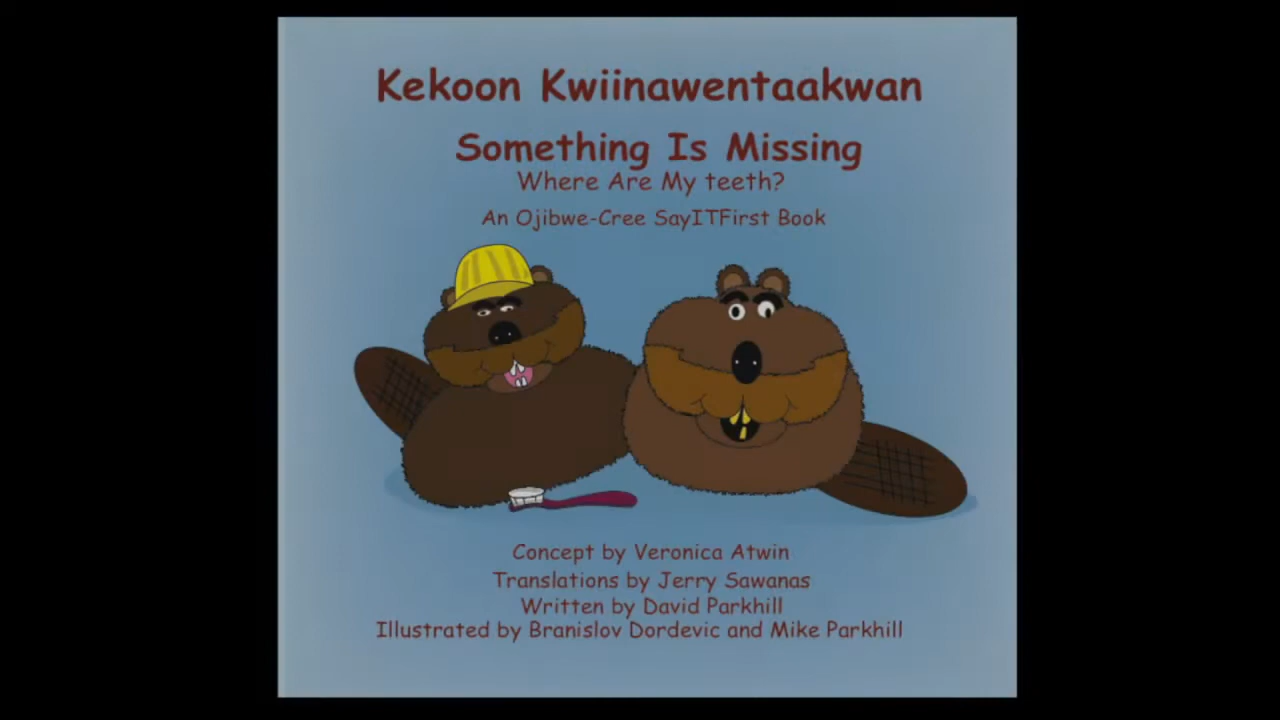 Kekoon Kwiinawentaakwan
Something Is Missing
Where Are My teeth?
An Ojibwe-Cree SayITFirst Book
Concept by Veronica Atwin
Translations by Jerry Sawanas
Written by David Parkhill
Illustrated by Branislov Dordevic and Mike Parkhill